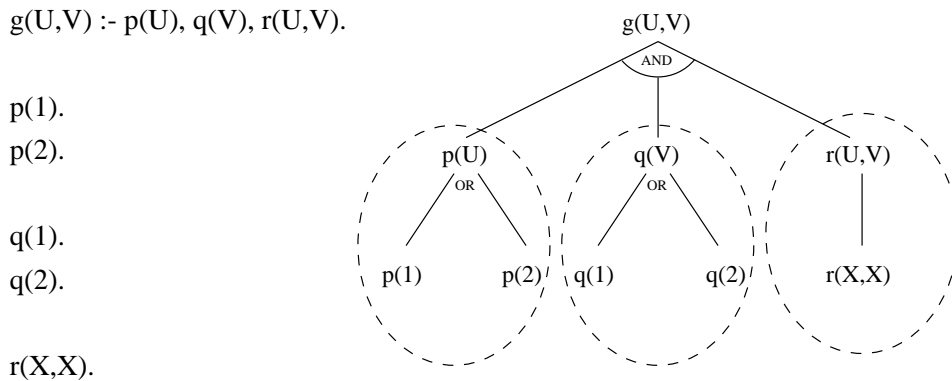 g(U,V) :- p(U), q(V), r(U,V).
p(1).
p(2).
q(1).
q(2).
r(X,X).
g(U,V)
AND
p(U) q(V) r(U,V)
OR OR
p(1) p(2) q(1) q(2) r(X,X)